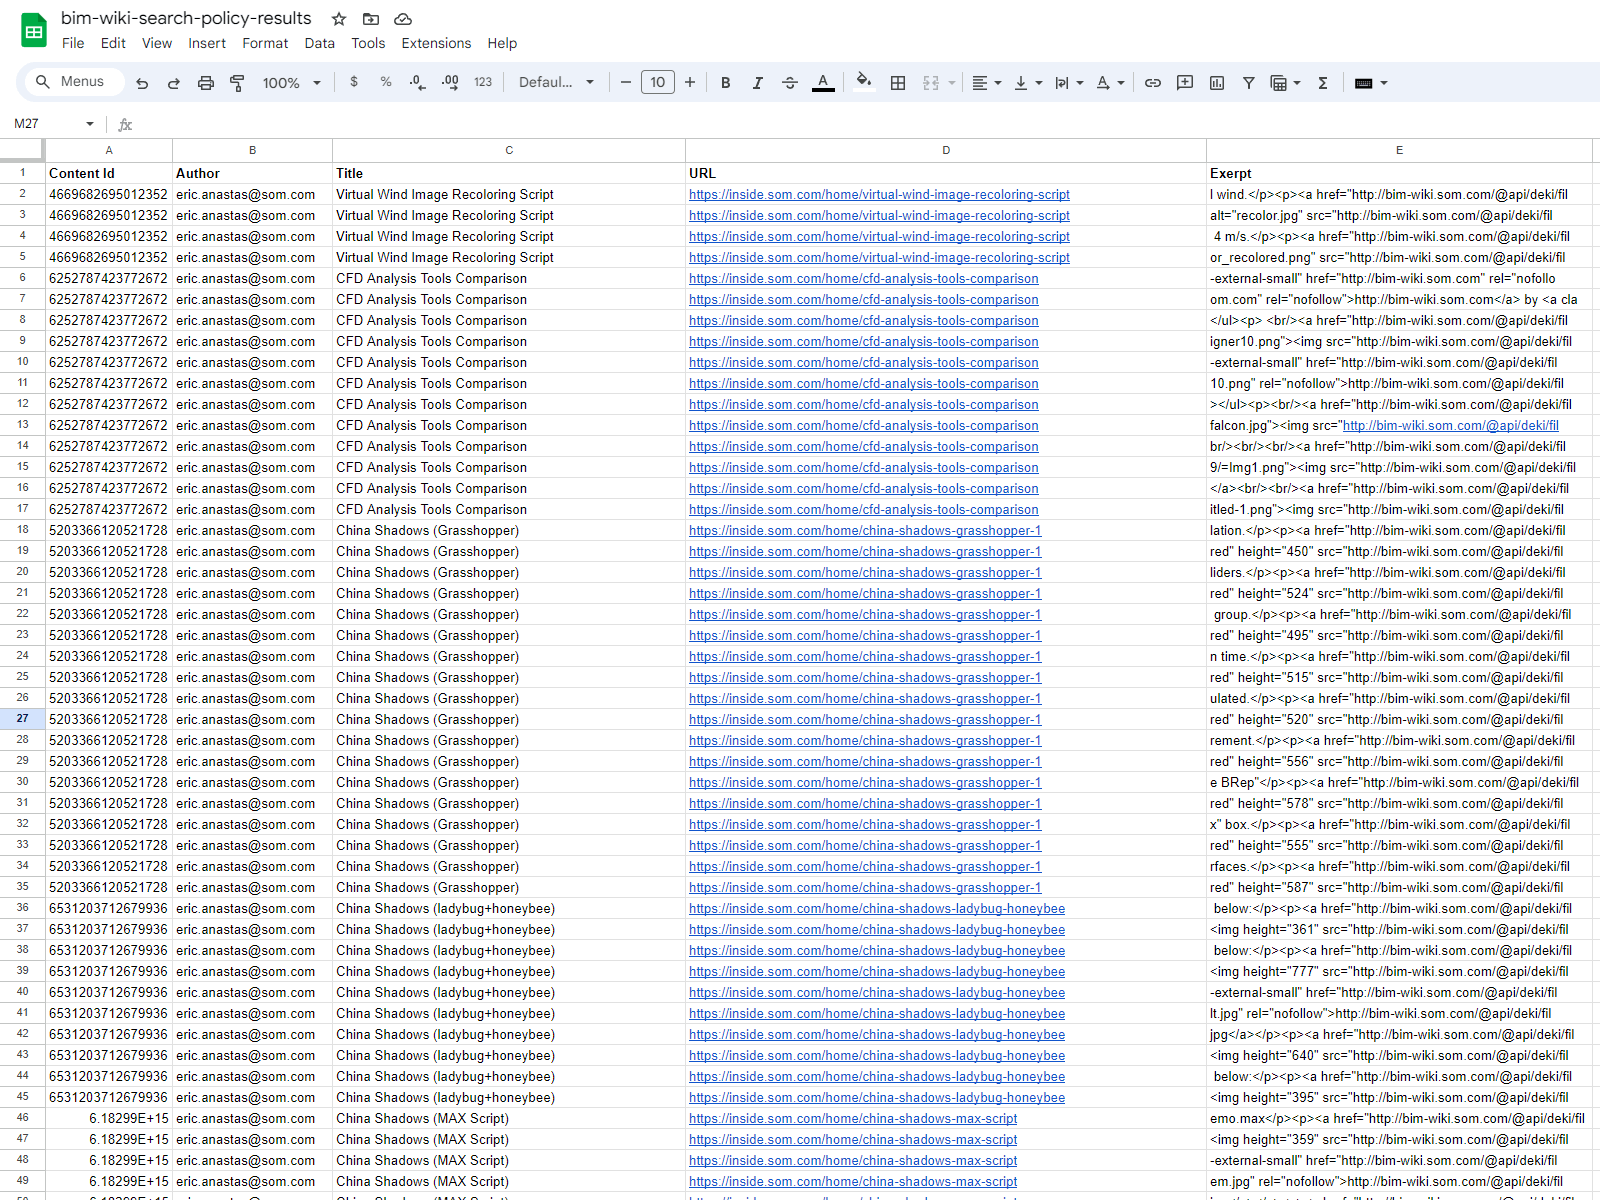 bim-wiki-search-policy-results
File Edit View Insert Format Data Tools Extensions Help
Menus 100% $ % .0 .00 123 Defaul... − 10 + B I A Σ
M27 fx
A B C D E
1 Content Id Author Title URL Exerpt
2 4669682695012352 eric.anastas@som.com Virtual Wind Image Recoloring Script https://inside.som.com/home/virtual-wind-image-recoloring-script l wind.</p><p><a href="http://bim-wiki.som.com/@api/deki/fil
3 4669682695012352 eric.anastas@som.com Virtual Wind Image Recoloring Script https://inside.som.com/home/virtual-wind-image-recoloring-script alt="recolor.jpg" src="http://bim-wiki.som.com/@api/deki/fil
4 4669682695012352 eric.anastas@som.com Virtual Wind Image Recoloring Script https://inside.som.com/home/virtual-wind-image-recoloring-script 4 m/s.</p><p><a href="http://bim-wiki.som.com/@api/deki/fil
5 4669682695012352 eric.anastas@som.com Virtual Wind Image Recoloring Script https://inside.som.com/home/virtual-wind-image-recoloring-script or_recolored.png" src="http://bim-wiki.som.com/@api/deki/fil
6 6252787423772672 eric.anastas@som.com CFD Analysis Tools Comparison https://inside.som.com/home/cfd-analysis-tools-comparison -external-small" href="http://bim-wiki.som.com" rel="nofollo
7 6252787423772672 eric.anastas@som.com CFD Analysis Tools Comparison https://inside.som.com/home/cfd-analysis-tools-comparison om.com" rel="nofollow">http://bim-wiki.som.com</a> by <a cla
8 6252787423772672 eric.anastas@som.com CFD Analysis Tools Comparison https://inside.som.com/home/cfd-analysis-tools-comparison </ul><p> <br/><a href="http://bim-wiki.som.com/@api/deki/fil
9 6252787423772672 eric.anastas@som.com CFD Analysis Tools Comparison https://inside.som.com/home/cfd-analysis-tools-comparison igner10.png"><img src="http://bim-wiki.som.com/@api/deki/fil
10 6252787423772672 eric.anastas@som.com CFD Analysis Tools Comparison https://inside.som.com/home/cfd-analysis-tools-comparison -external-small" href="http://bim-wiki.som.com/@api/deki/fil
11 6252787423772672 eric.anastas@som.com CFD Analysis Tools Comparison https://inside.som.com/home/cfd-analysis-tools-comparison 10.png" rel="nofollow">http://bim-wiki.som.com/@api/deki/fil
12 6252787423772672 eric.anastas@som.com CFD Analysis Tools Comparison https://inside.som.com/home/cfd-analysis-tools-comparison ></ul><p><br/><a href="http://bim-wiki.som.com/@api/deki/fil
13 6252787423772672 eric.anastas@som.com CFD Analysis Tools Comparison https://inside.som.com/home/cfd-analysis-tools-comparison falcon.jpg"><img src="http://bim-wiki.som.com/@api/deki/fil
14 6252787423772672 eric.anastas@som.com CFD Analysis Tools Comparison https://inside.som.com/home/cfd-analysis-tools-comparison br/><br/><br/><a href="http://bim-wiki.som.com/@api/deki/fil
15 6252787423772672 eric.anastas@som.com CFD Analysis Tools Comparison https://inside.som.com/home/cfd-analysis-tools-comparison 9/=Img1.png"><img src="http://bim-wiki.som.com/@api/deki/fil
16 6252787423772672 eric.anastas@som.com CFD Analysis Tools Comparison https://inside.som.com/home/cfd-analysis-tools-comparison </a><br/><br/><a href="http://bim-wiki.som.com/@api/deki/fil
17 6252787423772672 eric.anastas@som.com CFD Analysis Tools Comparison https://inside.som.com/home/cfd-analysis-tools-comparison itled-1.png"><img src="http://bim-wiki.som.com/@api/deki/fil
18 5203366120521728 eric.anastas@som.com China Shadows (Grasshopper) https://inside.som.com/home/china-shadows-grasshopper-1 lation.</p><p><a href="http://bim-wiki.som.com/@api/deki/fil
19 5203366120521728 eric.anastas@som.com China Shadows (Grasshopper) https://inside.som.com/home/china-shadows-grasshopper-1 red" height="450" src="http://bim-wiki.som.com/@api/deki/fil
20 5203366120521728 eric.anastas@som.com China Shadows (Grasshopper) https://inside.som.com/home/china-shadows-grasshopper-1 liders.</p><p><a href="http://bim-wiki.som.com/@api/deki/fil
21 5203366120521728 eric.anastas@som.com China Shadows (Grasshopper) https://inside.som.com/home/china-shadows-grasshopper-1 red" height="524" src="http://bim-wiki.som.com/@api/deki/fil
22 5203366120521728 eric.anastas@som.com China Shadows (Grasshopper) https://inside.som.com/home/china-shadows-grasshopper-1 group.</p><p><a href="http://bim-wiki.som.com/@api/deki/fil
23 5203366120521728 eric.anastas@som.com China Shadows (Grasshopper) https://inside.som.com/home/china-shadows-grasshopper-1 red" height="495" src="http://bim-wiki.som.com/@api/deki/fil
24 5203366120521728 eric.anastas@som.com China Shadows (Grasshopper) https://inside.som.com/home/china-shadows-grasshopper-1 n time.</p><p><a href="http://bim-wiki.som.com/@api/deki/fil
25 5203366120521728 eric.anastas@som.com China Shadows (Grasshopper) https://inside.som.com/home/china-shadows-grasshopper-1 red" height="515" src="http://bim-wiki.som.com/@api/deki/fil
26 5203366120521728 eric.anastas@som.com China Shadows (Grasshopper) https://inside.som.com/home/china-shadows-grasshopper-1 ulated.</p><p><a href="http://bim-wiki.som.com/@api/deki/fil
27 5203366120521728 eric.anastas@som.com China Shadows (Grasshopper) https://inside.som.com/home/china-shadows-grasshopper-1 red" height="520" src="http://bim-wiki.som.com/@api/deki/fil
28 5203366120521728 eric.anastas@som.com China Shadows (Grasshopper) https://inside.som.com/home/china-shadows-grasshopper-1 rement.</p><p><a href="http://bim-wiki.som.com/@api/deki/fil
29 5203366120521728 eric.anastas@som.com China Shadows (Grasshopper) https://inside.som.com/home/china-shadows-grasshopper-1 red" height="556" src="http://bim-wiki.som.com/@api/deki/fil
30 5203366120521728 eric.anastas@som.com China Shadows (Grasshopper) https://inside.som.com/home/china-shadows-grasshopper-1 e BRep"</p><p><a href="http://bim-wiki.som.com/@api/deki/fil
31 5203366120521728 eric.anastas@som.com China Shadows (Grasshopper) https://inside.som.com/home/china-shadows-grasshopper-1 red" height="578" src="http://bim-wiki.som.com/@api/deki/fil
32 5203366120521728 eric.anastas@som.com China Shadows (Grasshopper) https://inside.som.com/home/china-shadows-grasshopper-1 x" box.</p><p><a href="http://bim-wiki.som.com/@api/deki/fil
33 5203366120521728 eric.anastas@som.com China Shadows (Grasshopper) https://inside.som.com/home/china-shadows-grasshopper-1 red" height="555" src="http://bim-wiki.som.com/@api/deki/fil
34 5203366120521728 eric.anastas@som.com China Shadows (Grasshopper) https://inside.som.com/home/china-shadows-grasshopper-1 rfaces.</p><p><a href="http://bim-wiki.som.com/@api/deki/fil
35 5203366120521728 eric.anastas@som.com China Shadows (Grasshopper) https://inside.som.com/home/china-shadows-grasshopper-1 red" height="587" src="http://bim-wiki.som.com/@api/deki/fil
36 6531203712679936 eric.anastas@som.com China Shadows (ladybug+honeybee) https://inside.som.com/home/china-shadows-ladybug-honeybee below:</p><p><a href="http://bim-wiki.som.com/@api/deki/fil
37 6531203712679936 eric.anastas@som.com China Shadows (ladybug+honeybee) https://inside.som.com/home/china-shadows-ladybug-honeybee <img height="361" src="http://bim-wiki.som.com/@api/deki/fil
38 6531203712679936 eric.anastas@som.com China Shadows (ladybug+honeybee) https://inside.som.com/home/china-shadows-ladybug-honeybee below:</p><p><a href="http://bim-wiki.som.com/@api/deki/fil
39 6531203712679936 eric.anastas@som.com China Shadows (ladybug+honeybee) https://inside.som.com/home/china-shadows-ladybug-honeybee <img height="777" src="http://bim-wiki.som.com/@api/deki/fil
40 6531203712679936 eric.anastas@som.com China Shadows (ladybug+honeybee) https://inside.som.com/home/china-shadows-ladybug-honeybee -external-small" href="http://bim-wiki.som.com/@api/deki/fil
41 6531203712679936 eric.anastas@som.com China Shadows (ladybug+honeybee) https://inside.som.com/home/china-shadows-ladybug-honeybee lt.jpg" rel="nofollow">http://bim-wiki.som.com/@api/deki/fil
42 6531203712679936 eric.anastas@som.com China Shadows (ladybug+honeybee) https://inside.som.com/home/china-shadows-ladybug-honeybee jpg</a></p><p><a href="http://bim-wiki.som.com/@api/deki/fil
43 6531203712679936 eric.anastas@som.com China Shadows (ladybug+honeybee) https://inside.som.com/home/china-shadows-ladybug-honeybee <img height="640" src="http://bim-wiki.som.com/@api/deki/fil
44 6531203712679936 eric.anastas@som.com China Shadows (ladybug+honeybee) https://inside.som.com/home/china-shadows-ladybug-honeybee below:</p><p><a href="http://bim-wiki.som.com/@api/deki/fil
45 6531203712679936 eric.anastas@som.com China Shadows (ladybug+honeybee) https://inside.som.com/home/china-shadows-ladybug-honeybee <img height="395" src="http://bim-wiki.som.com/@api/deki/fil
46 6.18299E+15 eric.anastas@som.com China Shadows (MAX Script) https://inside.som.com/home/china-shadows-max-script emo.max</p><p><a href="http://bim-wiki.som.com/@api/deki/fil
47 6.18299E+15 eric.anastas@som.com China Shadows (MAX Script) https://inside.som.com/home/china-shadows-max-script <img height="359" src="http://bim-wiki.som.com/@api/deki/fil
48 6.18299E+15 eric.anastas@som.com China Shadows (MAX Script) https://inside.som.com/home/china-shadows-max-script -external-small" href="http://bim-wiki.som.com/@api/deki/fil
49 6.18299E+15 eric.anastas@som.com China Shadows (MAX Script) https://inside.som.com/home/china-shadows-max-script em.jpg" rel="nofollow">http://bim-wiki.som.com/@api/deki/fil